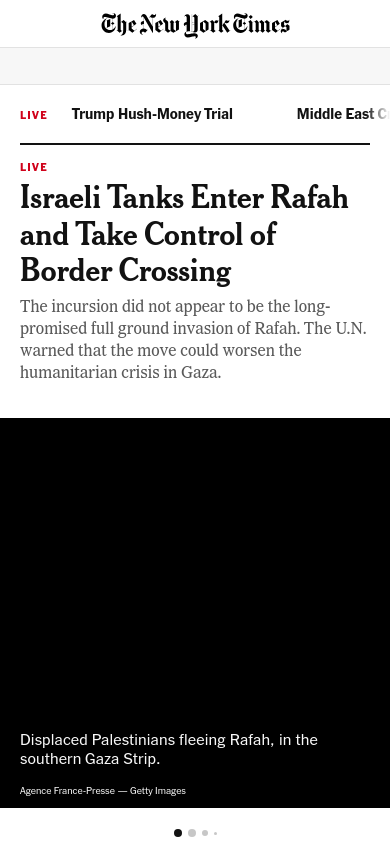 The New York Times
LIVE Trump Hush-Money Trial Middle East
LIVE
Israeli Tanks Enter Rafah
and Take Control of
Border Crossing
The incursion did not appear to be the long-
promised full ground invasion of Rafah. The U.N.
warned that the move could worsen the
humanitarian crisis in Gaza.
Displaced Palestinians fleeing Rafah, in the
southern Gaza Strip.
Agence France-Presse — Getty Images